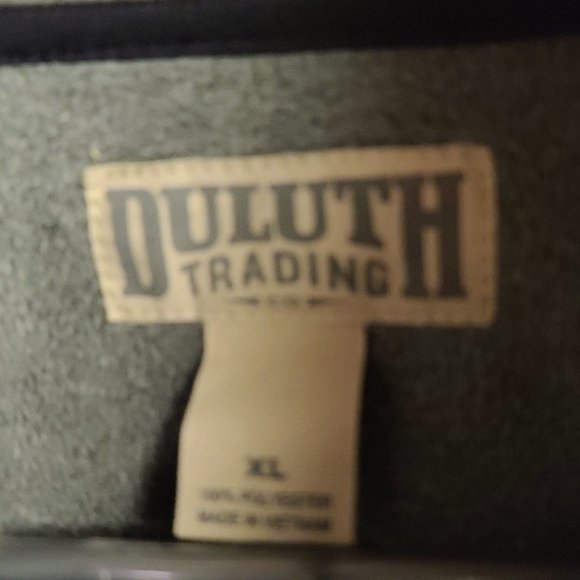 DULUTH
TRADING
XL
100% POLYESTER
MADE IN VIETNAM